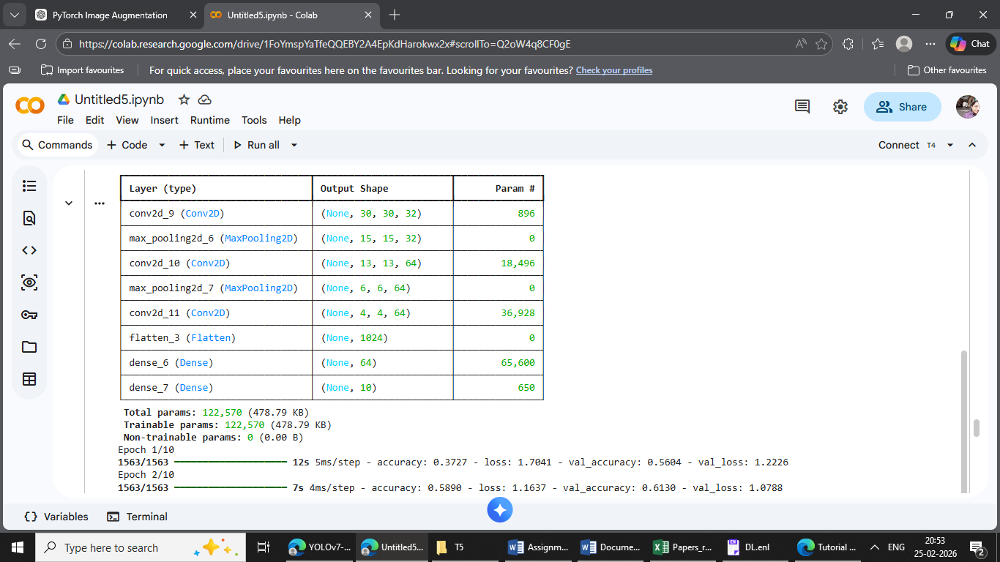 PyTorch Image Augmentation
Untitled5.ipynb - Colab
https://colab.research.google.com/drive/1FoYmspYaTfeQQEBY2A4EpKdHarokwx2x#scrollTo=Q2oW4q8CF0gE
Chat
Import favourites
For quick access, place your favourites here on the favourites bar. Looking for your favourites? Check your profiles
Other favourites
Untitled5.ipynb
File Edit View Insert Runtime Tools Help
Share
Commands + Code + Text Run all
Connect T4
Layer (type) Output Shape Param #
conv2d_9 (Conv2D) (None, 30, 30, 32) 896
max_pooling2d_6 (MaxPooling2D) (None, 15, 15, 32) 0
conv2d_10 (Conv2D) (None, 13, 13, 64) 18,496
max_pooling2d_7 (MaxPooling2D) (None, 6, 6, 64) 0
conv2d_11 (Conv2D) (None, 4, 4, 64) 36,928
flatten_3 (Flatten) (None, 1024) 0
dense_6 (Dense) (None, 64) 65,600
dense_7 (Dense) (None, 10) 650
Total params: 122,570 (478.79 KB)
Trainable params: 122,570 (478.79 KB)
Non-trainable params: 0 (0.00 B)
Epoch 1/10
1563/1563 12s 5ms/step - accuracy: 0.3727 - loss: 1.7041 - val_accuracy: 0.5604 - val_loss: 1.2226
Epoch 2/10
1563/1563 7s 4ms/step - accuracy: 0.5890 - loss: 1.1637 - val_accuracy: 0.6130 - val_loss: 1.0788
Variables Terminal
Type here to search
YOLOv7-...
Untitled5...
T5
Assignm...
Docume...
Papers_r...
DL.enl
Tutorial ...
ENG
20:53
25-02-2026
2